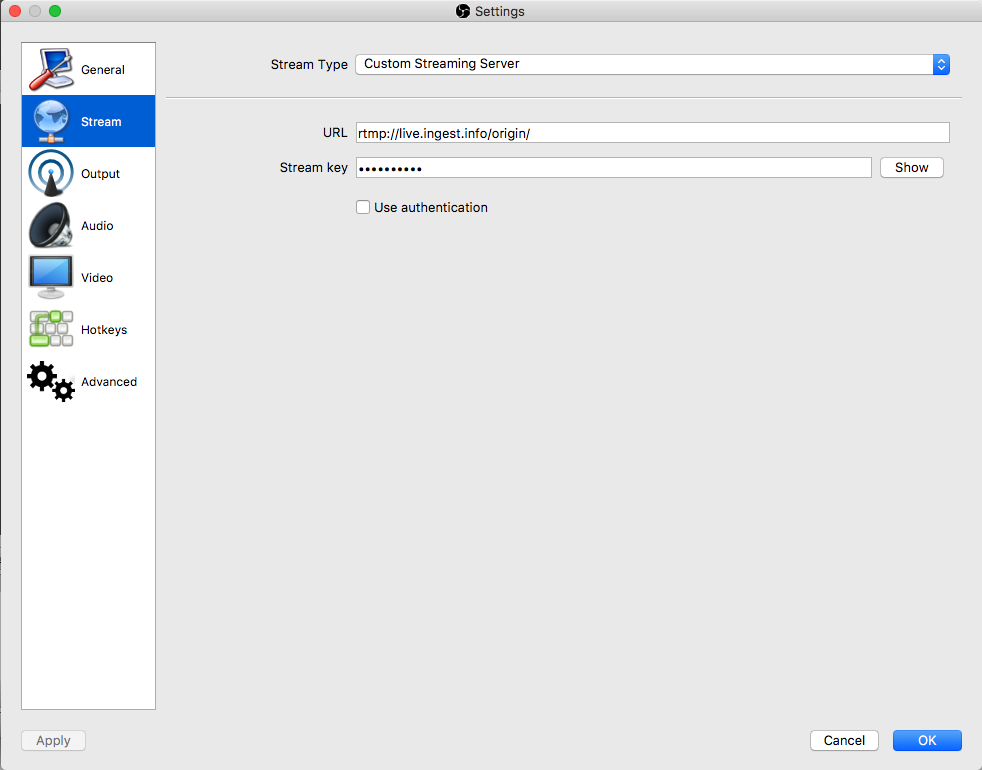 Settings
General
Stream
Output
Audio
Video
Hotkeys
Advanced
Stream Type Custom Streaming Server
URL rtmp://live.ingest.info/origin/
Stream key •••••••••• Show
Use authentication
Apply Cancel OK